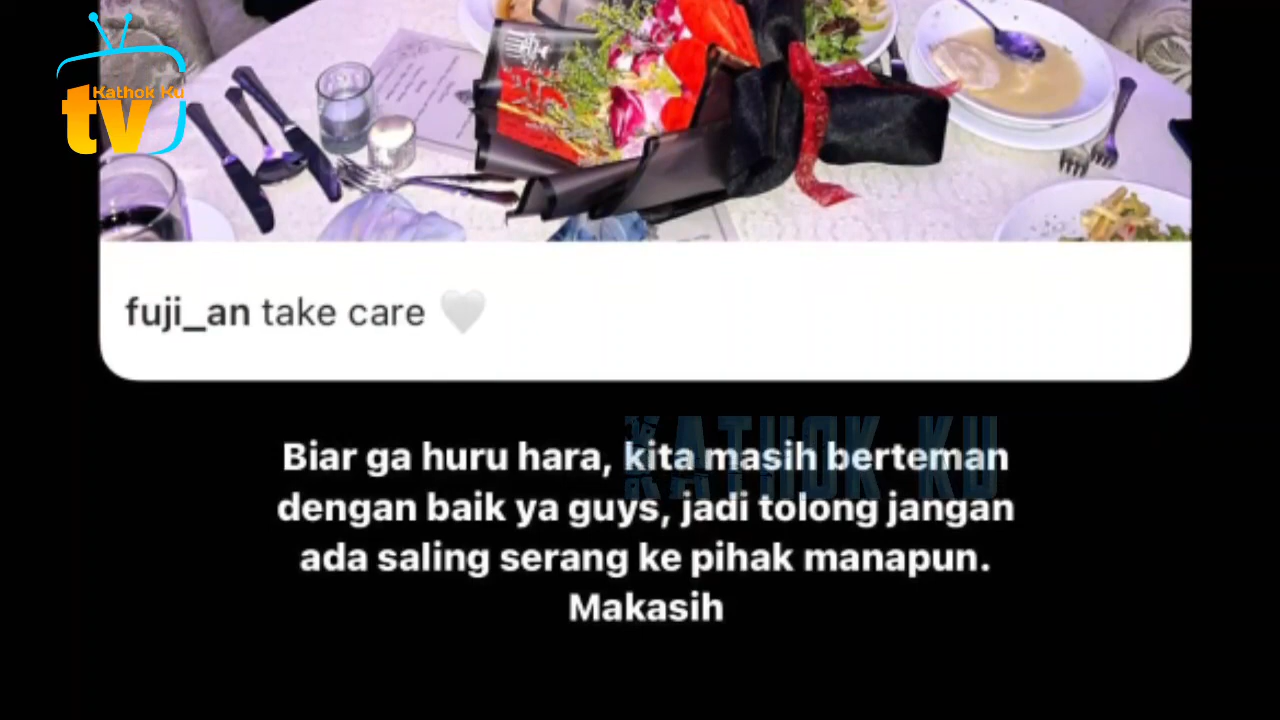 Kathok Ku
tv
fuji_an take care 🤍
KATHOK KU
Biar ga huru hara, kita masih berteman
dengan baik ya guys, jadi tolong jangan
ada saling serang ke pihak manapun.
Makasih